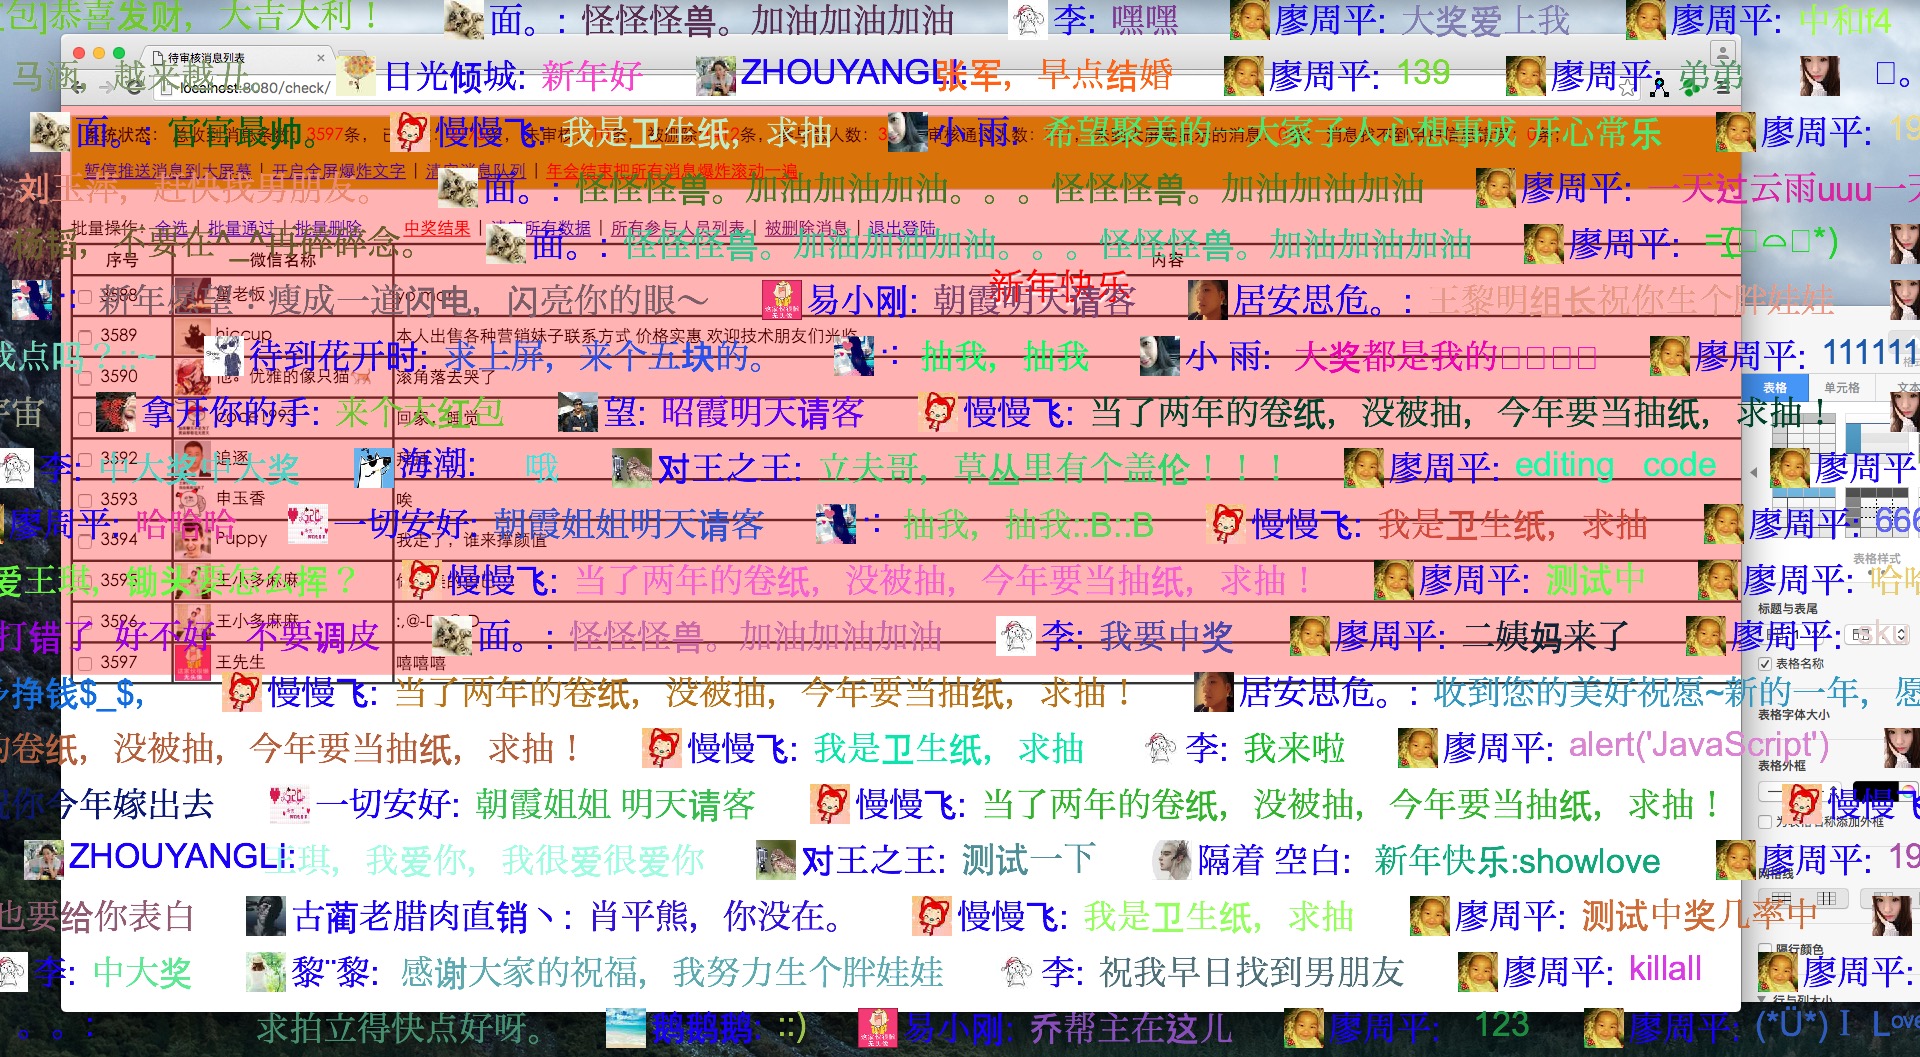 包]恭喜发财，大吉大利！ 面。: 怪怪怪兽。加油加油加油 李: 嘿嘿 廖周平: 大奖爱上我 廖周平: 中和lf4
待审核消息列表
马涵，越来越 日光倾城: 新年好 ZHOUYANGLI: 张军，早点结婚 廖周平: 139 廖周平: 弟弟
localhost:8080/check/
面。: 宫宫最帅。 慢慢飞: 我是卫生纸，求抽 小 雨: 希望聚美的 大家了人心想事成 开心常乐 廖周平: 19
系统状态: 3597条
暂停推送消息到大屏幕 | 开启全屏爆炸文字 | 清空消息队列 | 年会结束把所有消息爆炸滚动一遍
刘玉萍，赶快找男朋友。 面。: 怪怪怪兽。加油加油加油。。。怪怪怪兽。加油加油加油 廖周平: 一天过云雨uuu一天
批量操作: 全选 | 批量通过 | 批量删除 中奖结果 | 清空所有数据 | 所有参与人员列表 | 被删除消息 | 退出登陆
杨韬，不要在^_^再碎碎念。 面。: 怪怪怪兽。加油加油加油。。。怪怪怪兽。加油加油加油 廖周平:
序号 微信名称 内容
新年快乐
新年愿望：瘦成一道闪电，闪亮你的眼～ 易小刚: 朝霞明天请客 居安思危。: 王黎明组长祝你生个胖娃娃
3588
3589 hiccup 本人出售各种营销妹子联系方式 价格实惠 欢迎技术朋友们光临
我点吗？::~ 待到花开时: 求上屏，来个五块的。 抽我，抽我 小 雨: 大奖都是我的 廖周平: 111111
3590 他。优雅的像只猫 滚角落去哭了
表格 单元格 文本
宇宙 拿开你的手: 来个大红包 望: 昭霞明天请客 慢慢飞: 当了两年的卷纸，没被抽，今年要当抽纸，求抽！
李: 中大奖中大奖 海潮: 哦 对王之王: 立夫哥，草丛里有个盖伦！！！ 廖周平: editing code 廖周平
3592 追逐
3593 申玉香 唉
廖周平: 哈哈哈 一切安好: 朝霞姐姐明天请客 抽我，抽我::B::B 慢慢飞: 我是卫生纸，求抽 廖周平: 666
3594 Puppy 我走了，谁来撑颜值
表格样式
爱王琪，锄头要怎么挥？ 慢慢飞: 当了两年的卷纸，没被抽，今年要当抽纸，求抽！ 廖周平: 测试中 廖周平: 哈哈
3595 王小多麻麻
标题与表尾
3596 王小多麻麻
打错了 好不好 不要调皮 面。: 怪怪怪兽。加油加油加油 李: 我要中奖 廖周平: 二姨妈来了 廖周平: sku
3597 王先生 嘻嘻嘻
表格名称
多挣钱$_$, 慢慢飞: 当了两年的卷纸，没被抽，今年要当抽纸，求抽！ 居安思危。: 收到您的美好祝愿~新的一年，愿
表格字体大小
的卷纸，没被抽，今年要当抽纸，求抽！ 慢慢飞: 我是卫生纸，求抽 李: 我来啦 廖周平: alert('JavaScript')
表格外框
祝你今年嫁出去 一切安好: 朝霞姐姐 明天请客 慢慢飞: 当了两年的卷纸，没被抽，今年要当抽纸，求抽！ 慢慢飞
为表格名称添加外框
ZHOUYANGLI: 王琪，我爱你，我很爱很爱你 对王之王: 测试一下 隔着 空白: 新年快乐:showlove 廖周平: 19
网格线
也要给你表白 古蔺老腊肉直销丶: 肖平熊，你没在。 慢慢飞: 我是卫生纸，求抽 廖周平: 测试中奖几率中
隔行颜色
李: 中大奖 黎¨黎: 感谢大家的祝福，我努力生个胖娃娃 李: 祝我早日找到男朋友 廖周平: killall 廖周平:
行与列大小
。。: 求拍立得快点好呀。 鹅鹅鹅: ::) 易小刚: 乔帮主在这儿 廖周平: 123 廖周平: (*Ü*) I Love